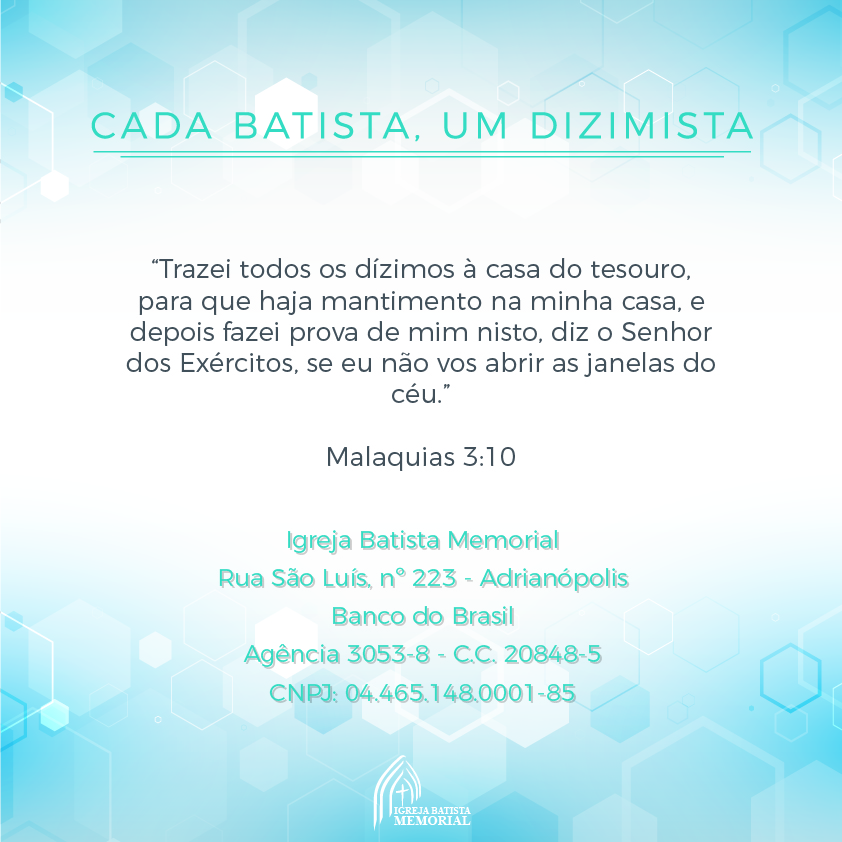 CADA BATISTA, UM DIZIMISTA
“Trazei todos os dízimos à casa do tesouro,
para que haja mantimento na minha casa, e
depois fazei prova de mim nisto, diz o Senhor
dos Exércitos, se eu não vos abrir as janelas do
céu.”
Malaquias 3:10
Igreja Batista Memorial
Rua São Luís, nº 223 - Adrianópolis
Banco do Brasil
Agência 3053-8 - C.C. 20848-5
CNPJ: 04.465.148.0001-85
IGREJA BATISTA
MEMORIAL